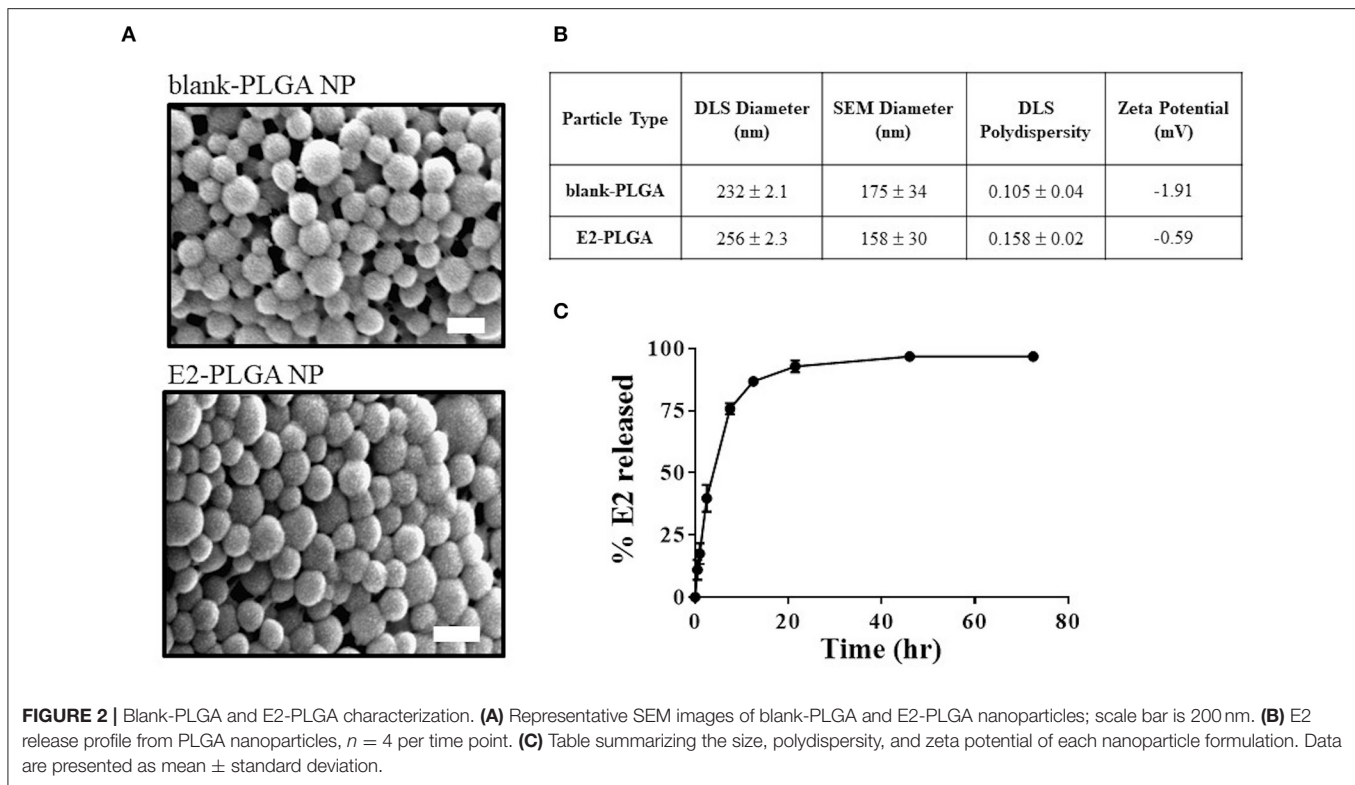 A
blank-PLGA NP
E2-PLGA NP
B
Particle Type | DLS Diameter (nm) | SEM Diameter (nm) | DLS Polydispersity | Zeta Potential (mV)
blank-PLGA | 232 ± 2.1 | 175 ± 34 | 0.105 ± 0.04 | -1.91
E2-PLGA | 256 ± 2.3 | 158 ± 30 | 0.158 ± 0.02 | -0.59
C
% E2 released
100
75
50
25
0
0 20 40 60 80
Time (hr)
FIGURE 2 | Blank-PLGA and E2-PLGA characterization. (A) Representative SEM images of blank-PLGA and E2-PLGA nanoparticles; scale bar is 200 nm. (B) E2
release profile from PLGA nanoparticles, n = 4 per time point. (C) Table summarizing the size, polydispersity, and zeta potential of each nanoparticle formulation. Data
are presented as mean ± standard deviation.